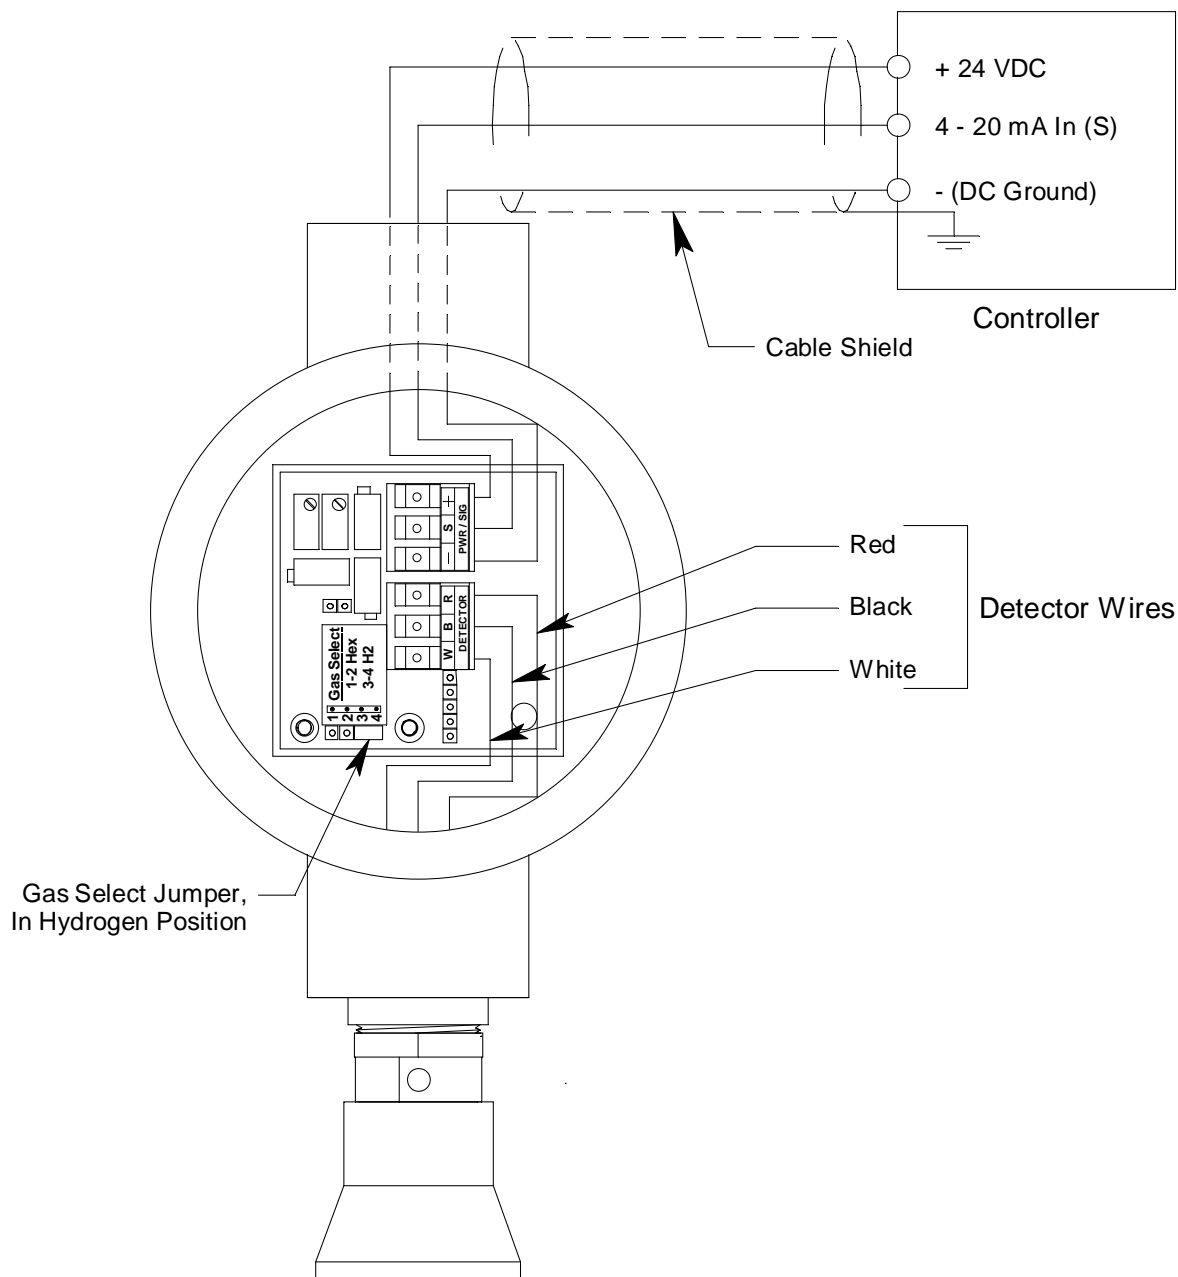 + 24 VDC
4 - 20 mA In (S)
- (DC Ground)
Controller
Cable Shield
+
S
-
PWR / SIG
R
B
W
DETECTOR
Red
Black
White
Detector Wires
Gas Select
1-2 Hex
3-4 H2
1
2
3
4
Gas Select Jumper,
In Hydrogen Position